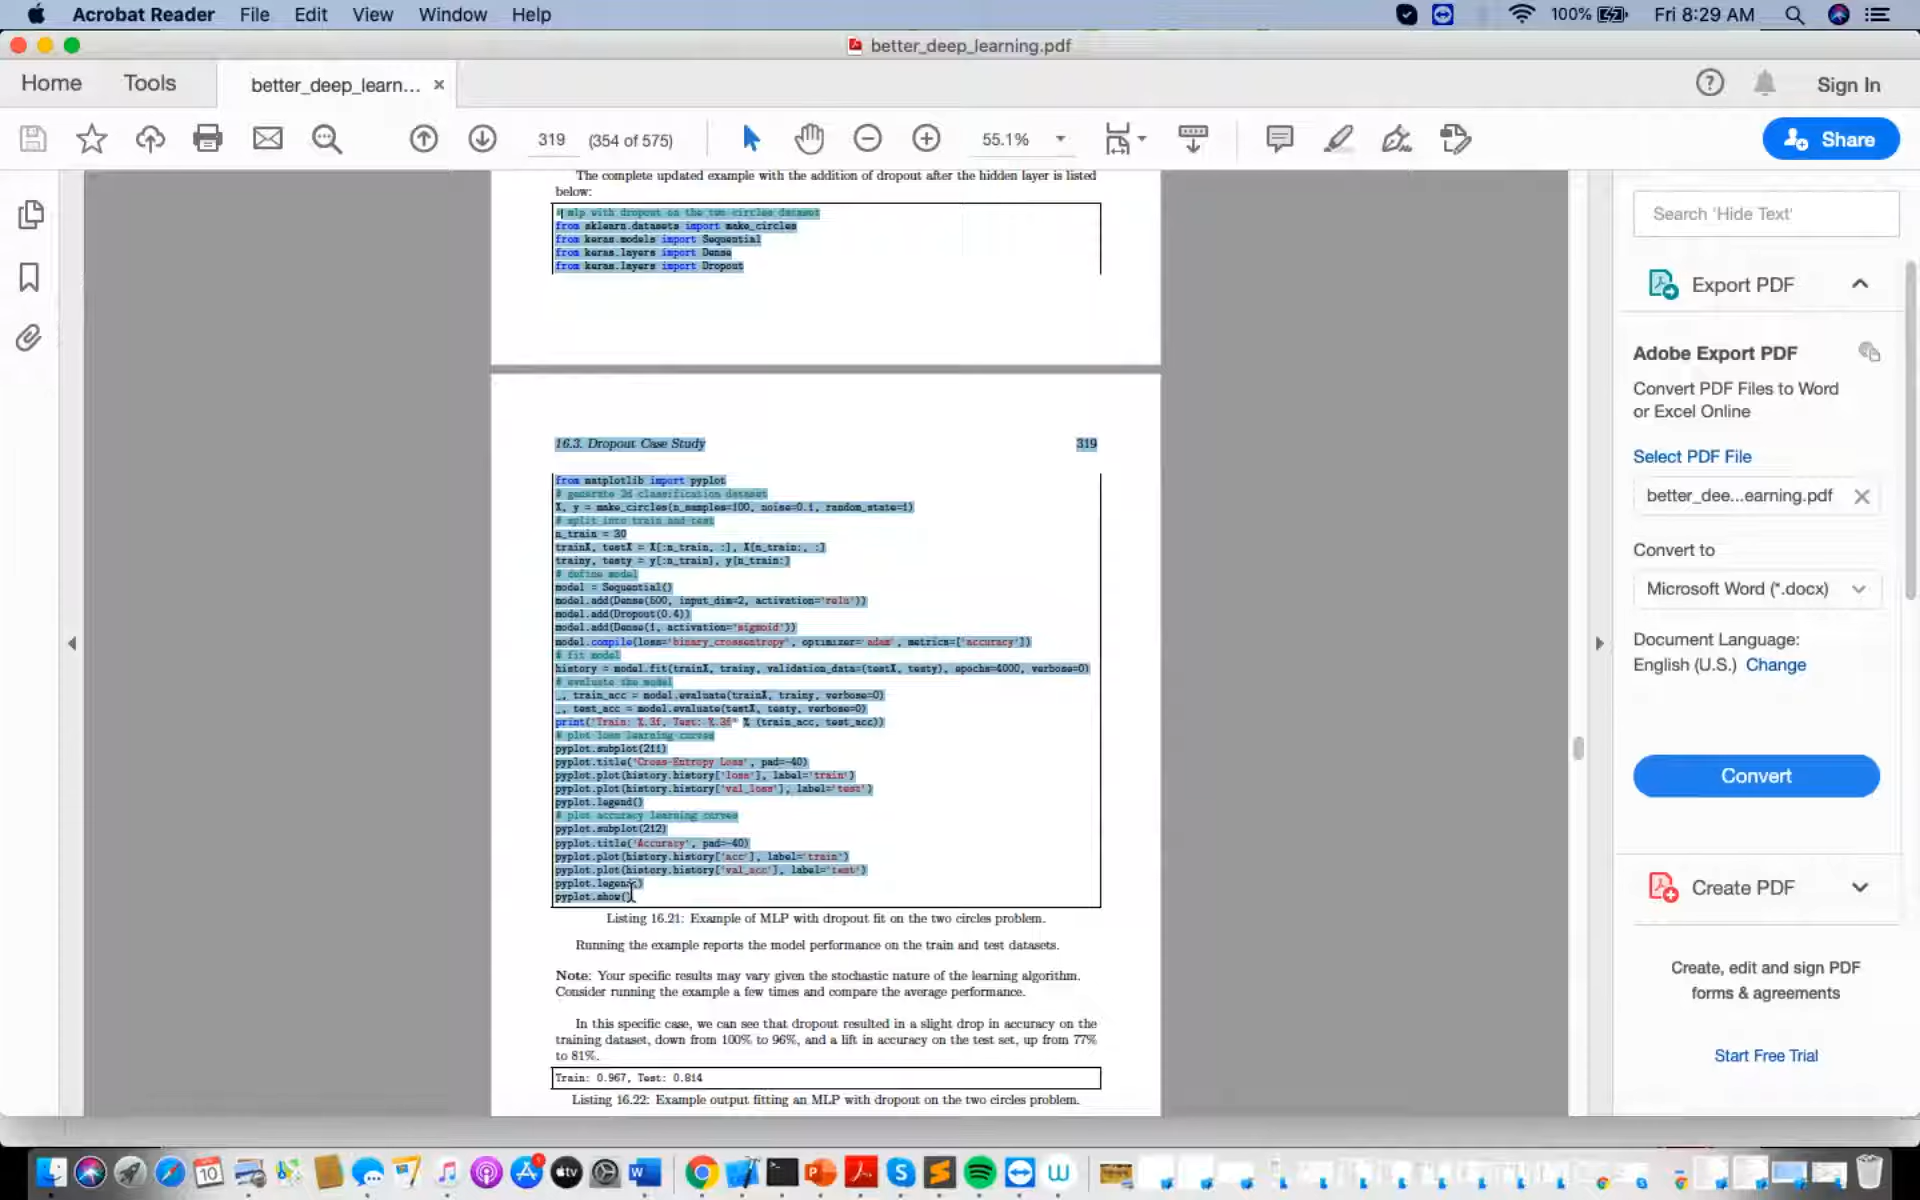 Acrobat Reader File Edit View Window Help 100% Fri 8:29 AM
better_deep_learning.pdf
Home Tools better_deep_learn... × Sign In
319 (354 of 575) 55.1% Share
The complete updated example with the addition of dropout after the hidden layer is listed
below:
# mlp with dropout on the two circles dataset
from sklearn.datasets import make_circles
from keras.models import Sequential
from keras.layers import Dense
from keras.layers import Dropout
16.3. Dropout Case Study 319
from matplotlib import pyplot
# generate 2d classification dataset
X, y = make_circles(n_samples=100, noise=0.1, random_state=1)
# split into train and test
n_train = 30
trainX, testX = X[:n_train, :], X[n_train:, :]
trainy, testy = y[:n_train], y[n_train:]
# define model
model = Sequential()
model.add(Dense(500, input_dim=2, activation='relu'))
model.add(Dropout(0.4))
model.add(Dense(1, activation='sigmoid'))
model.compile(loss='binary_crossentropy', optimizer='adam', metrics=['accuracy'])
# fit model
history = model.fit(trainX, trainy, validation_data=(testX, testy), epochs=4000, verbose=0)
# evaluate the model
_, train_acc = model.evaluate(trainX, trainy, verbose=0)
_, test_acc = model.evaluate(testX, testy, verbose=0)
print('Train: %.3f, Test: %.3f' % (train_acc, test_acc))
# plot loss learning curves
pyplot.subplot(211)
pyplot.title('Cross-Entropy Loss', pad=-40)
pyplot.plot(history.history['loss'], label='train')
pyplot.plot(history.history['val_loss'], label='test')
pyplot.legend()
# plot accuracy learning curves
pyplot.subplot(212)
pyplot.title('Accuracy', pad=-40)
pyplot.plot(history.history['acc'], label='train')
pyplot.plot(history.history['val_acc'], label='test')
pyplot.legend()
pyplot.show()
Listing 16.21: Example of MLP with dropout fit on the two circles problem.
Running the example reports the model performance on the train and test datasets.
Note: Your specific results may vary given the stochastic nature of the learning algorithm.
Consider running the example a few times and compare the average performance.
In this specific case, we can see that dropout resulted in a slight drop in accuracy on the
training dataset, down from 100% to 96%, and a lift in accuracy on the test set, up from 77%
to 81%.
Train: 0.967, Test: 0.814
Listing 16.22: Example output fitting an MLP with dropout on the two circles problem.
Search 'Hide Text'
Export PDF
Adobe Export PDF
Convert PDF Files to Word
or Excel Online
Select PDF File
better_dee...earning.pdf
Convert to
Microsoft Word (*.docx)
Document Language:
English (U.S.) Change
Convert
Create PDF
Create, edit and sign PDF
forms & agreements
Start Free Trial